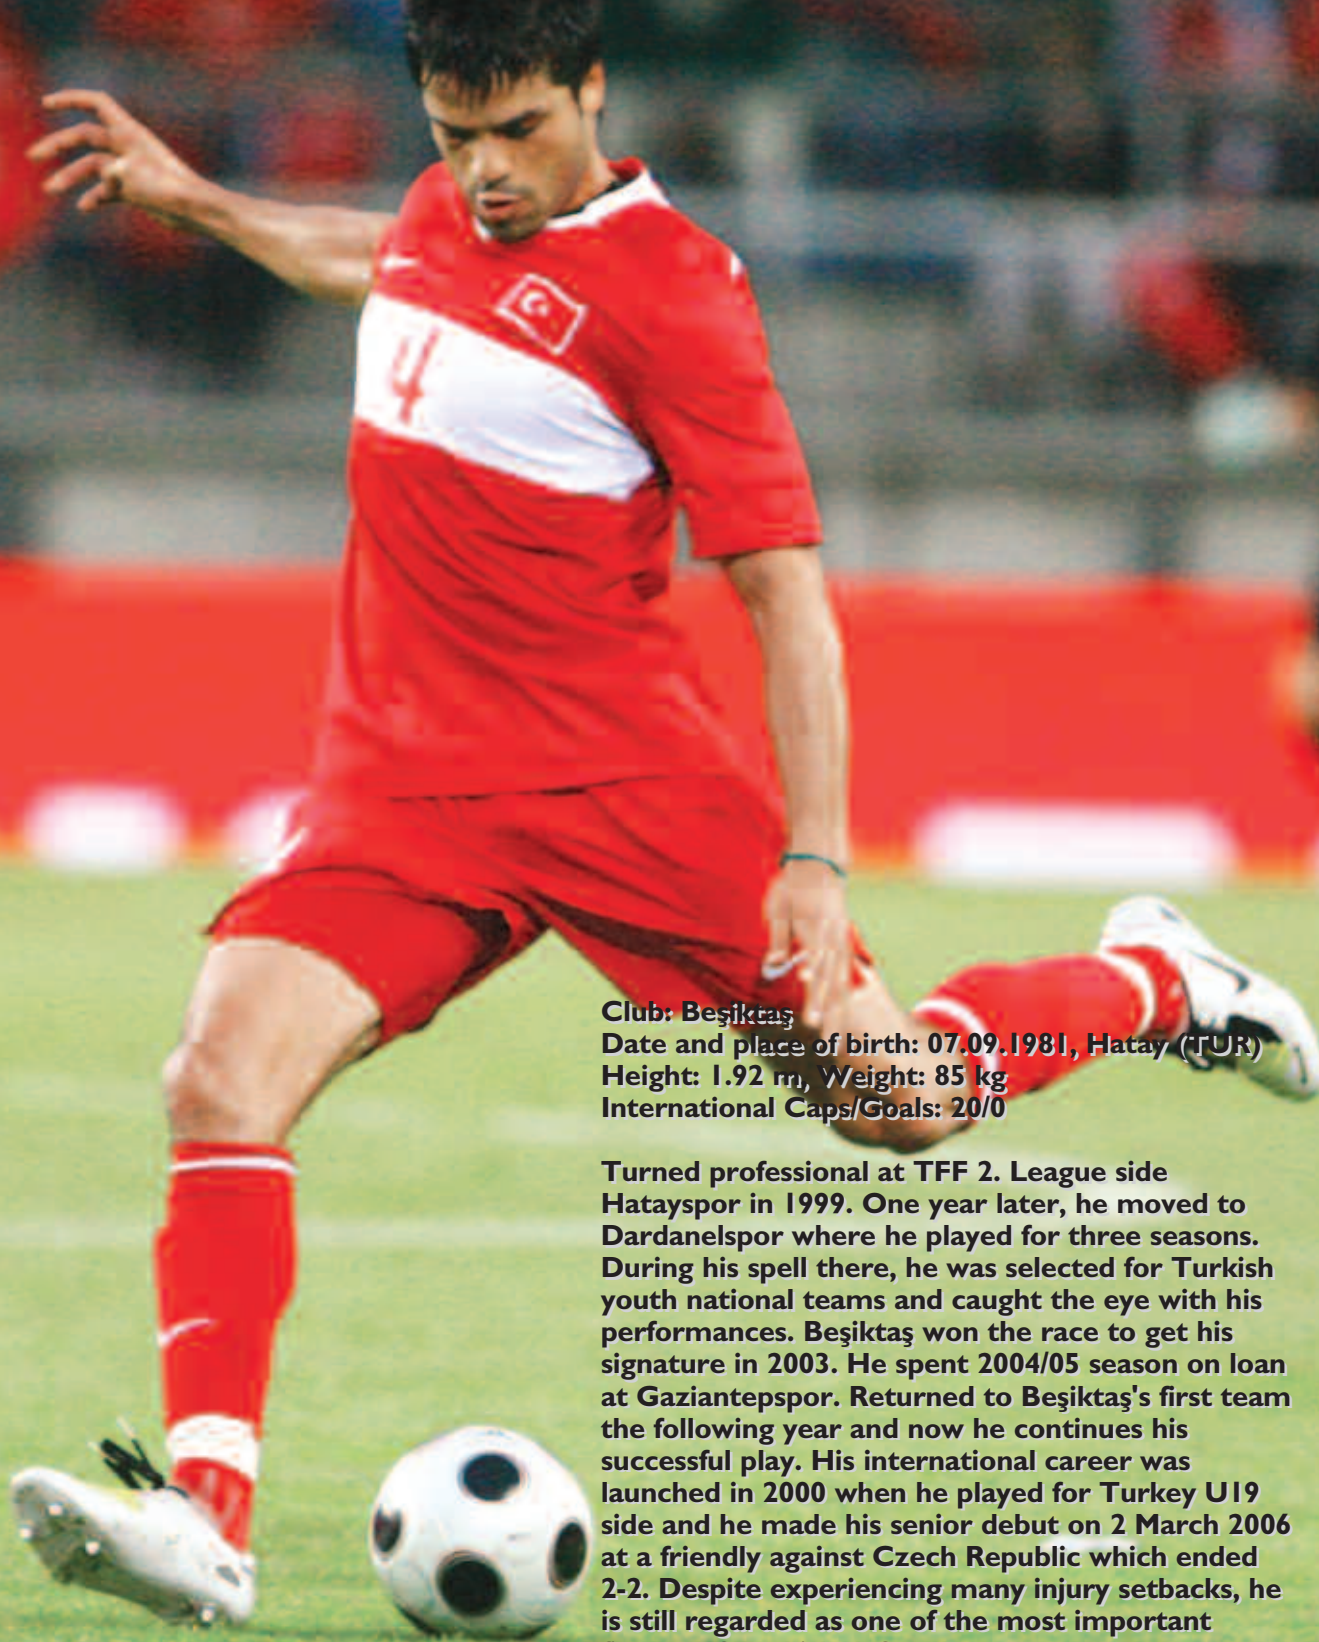 4
Club: Beşiktaş
Date and place of birth: 07.09.1981, Hatay (TUR)
Height: 1.92 m, Weight: 85 kg
International Caps/Goals: 20/0
Turned professional at TFF 2. League side
Hatayspor in 1999. One year later, he moved to
Dardanelspor where he played for three seasons.
During his spell there, he was selected for Turkish
youth national teams and caught the eye with his
performances. Beşiktaş won the race to get his
signature in 2003. He spent 2004/05 season on loan
at Gaziantepspor. Returned to Beşiktaş's first team
the following year and now he continues his
successful play. His international career was
launched in 2000 when he played for Turkey U19
side and he made his senior debut on 2 March 2006
at a friendly against Czech Republic which ended
2-2. Despite experiencing many injury setbacks, he
is still regarded as one of the most important